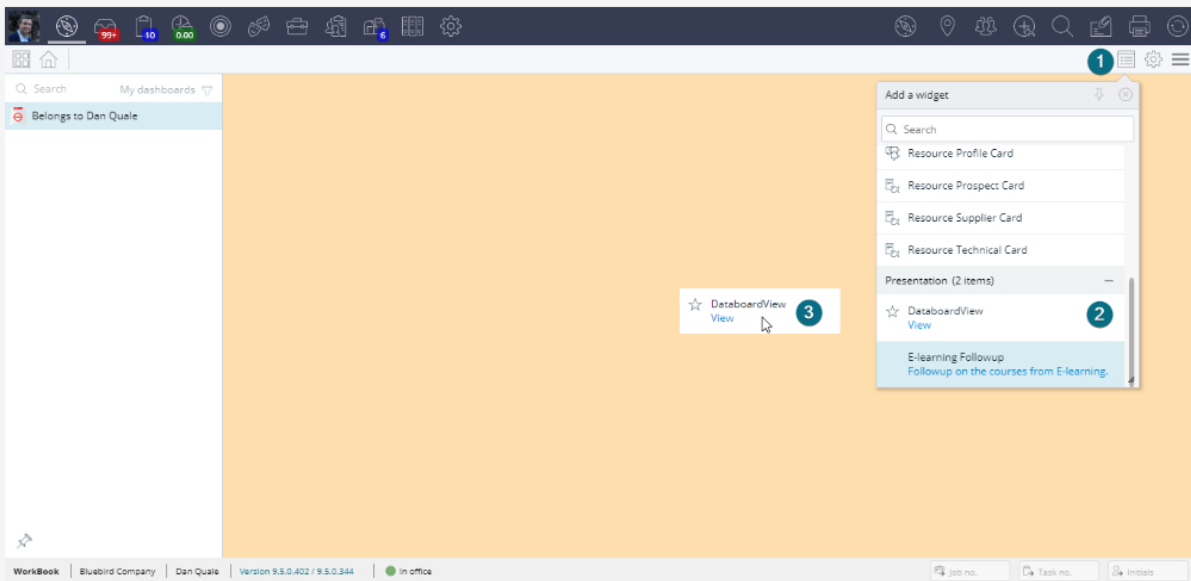 99+
10
0.00
6
1
Search
My dashboards
Belongs to Dan Quale
Add a widget
Search
Resource Profile Card
Resource Prospect Card
Resource Supplier Card
Resource Technical Card
Presentation (2 items)
DataboardView
View
2
E-learning Followup
Followup on the courses from E-learning.
DataboardView
View
3
WorkBook Bluebird Company Dan Quale Version 9.5.0.402 / 9.5.0.344 In office Job no. Task no. Initials